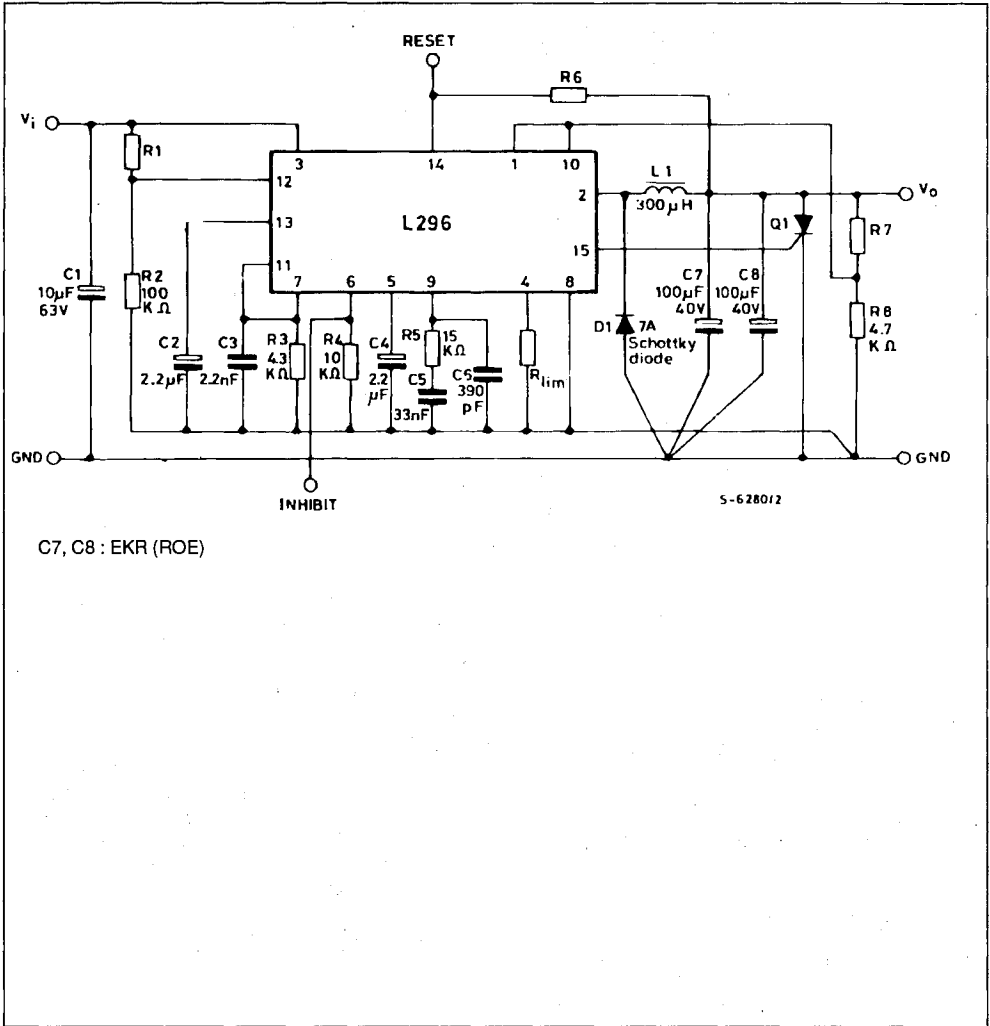 RESET
R6
Vi
R1
3
14
1
10
12
2
L1
300µH
Vo
13
L296
Q1
R7
15
11
C1
10µF
63V
R2
100
KΩ
7
6
5
9
4
8
C7
100µF
40V
C8
100µF
40V
R8
4.7
KΩ
C2
2.2µF
C3
2.2nF
R3
4.3
KΩ
R4
10
KΩ
C4
2.2
µF
R5
15
KΩ
C5
33nF
C6
390
pF
Rlim
D1
7A
Schottky
diode
GND
GND
INHIBIT
S-6280/2
C7, C8 : EKR (ROE)